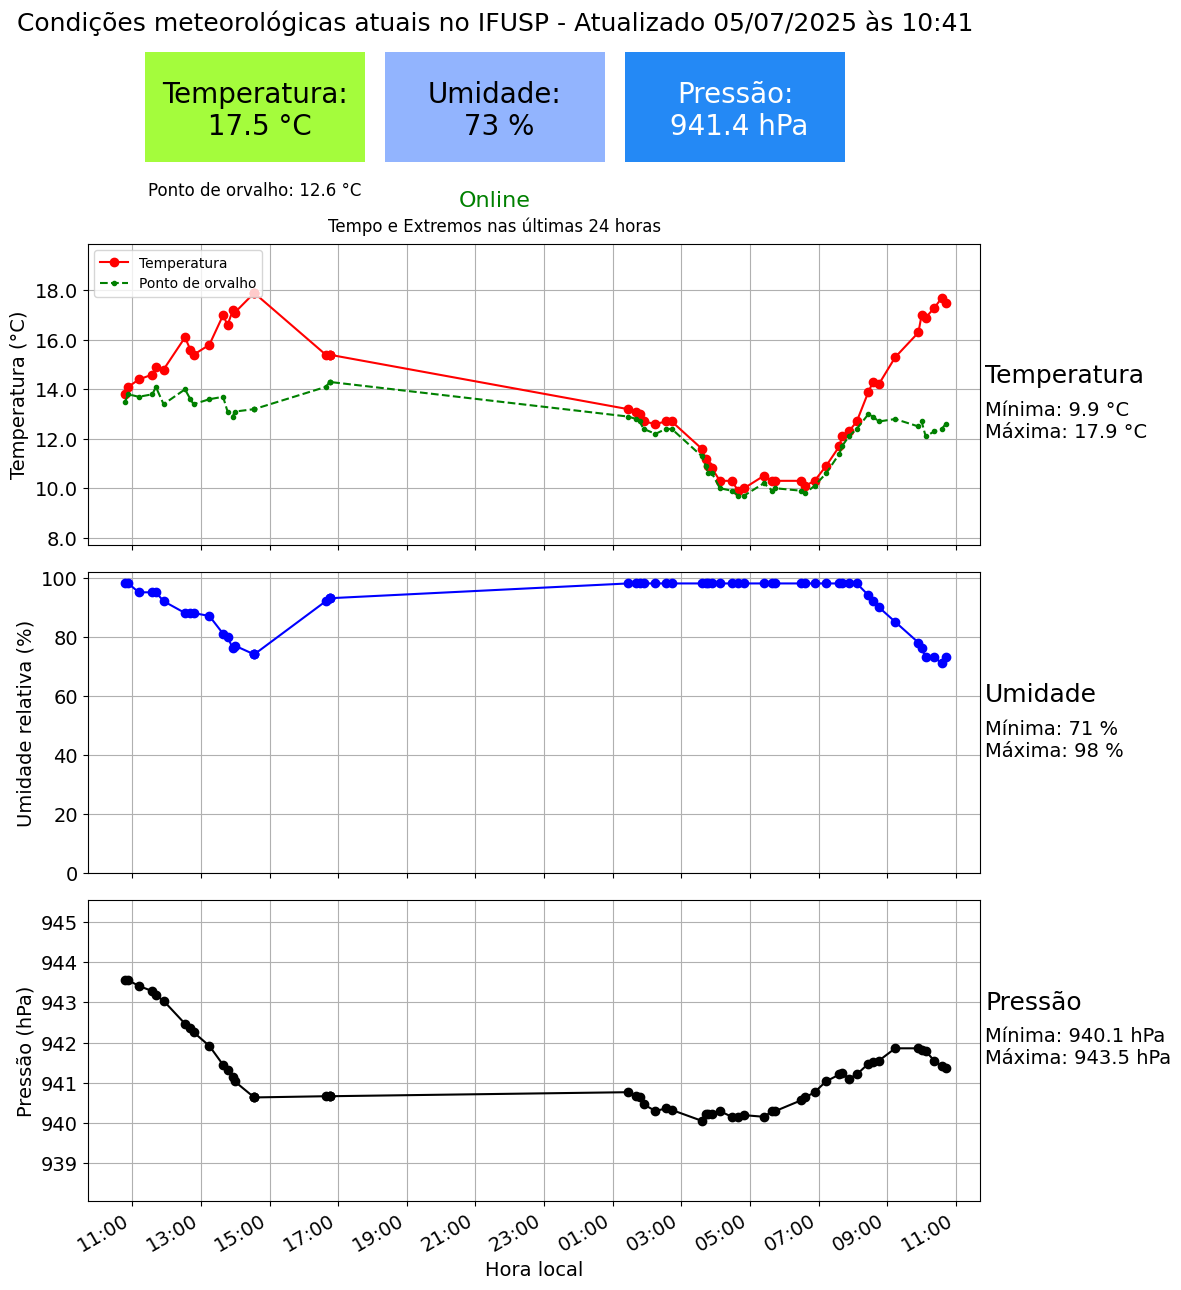 Condições meteorológicas atuais no IFUSP - Atualizado 05/07/2025 às 10:41
Temperatura:
17.5 °C
Umidade:
73 %
Pressão:
941.4 hPa
Ponto de orvalho: 12.6 °C
Online
Tempo e Extremos nas últimas 24 horas
Temperatura
Ponto de orvalho
Temperatura (°C)
18.0
16.0
14.0
12.0
10.0
8.0
Temperatura
Mínima: 9.9 °C
Máxima: 17.9 °C
Umidade relativa (%)
100
80
60
40
20
0
Umidade
Mínima: 71 %
Máxima: 98 %
Pressão (hPa)
945
944
943
942
941
940
939
Pressão
Mínima: 940.1 hPa
Máxima: 943.5 hPa
11:00
13:00
15:00
17:00
19:00
21:00
23:00
01:00
03:00
05:00
07:00
09:00
11:00
Hora local